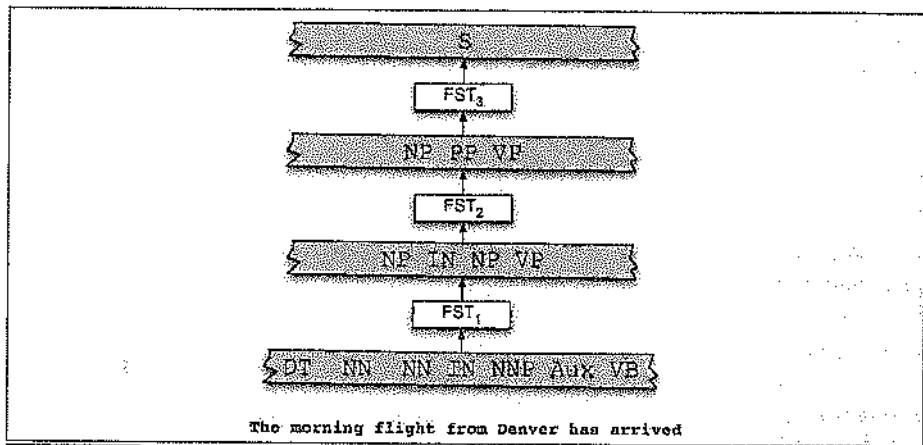 S
FST3
NP PP VP
FST2
NP IN NP VP
FST1
DT NN NN IN NNP Aux VB
The morning flight from Denver has arrived